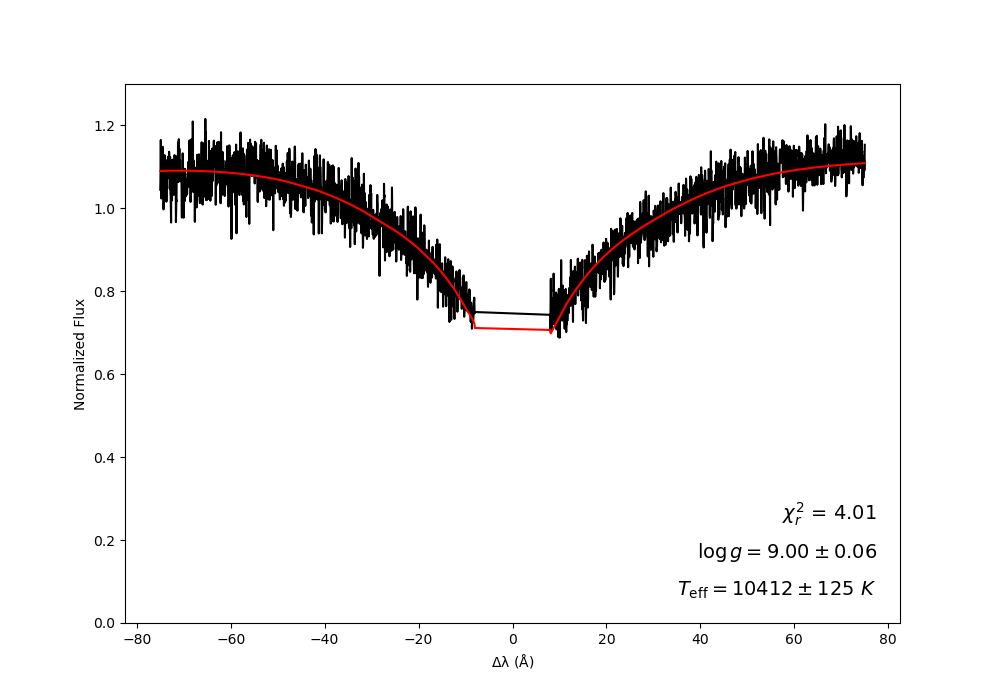 1.2
1.0
0.8
0.6
0.4
0.2
0.0
Normalized Flux
χ²ᵣ = 4.01
log g = 9.00 ± 0.06
T_eff = 10412 ± 125 K
−80 −60 −40 −20 0 20 40 60 80
Δλ (Å)